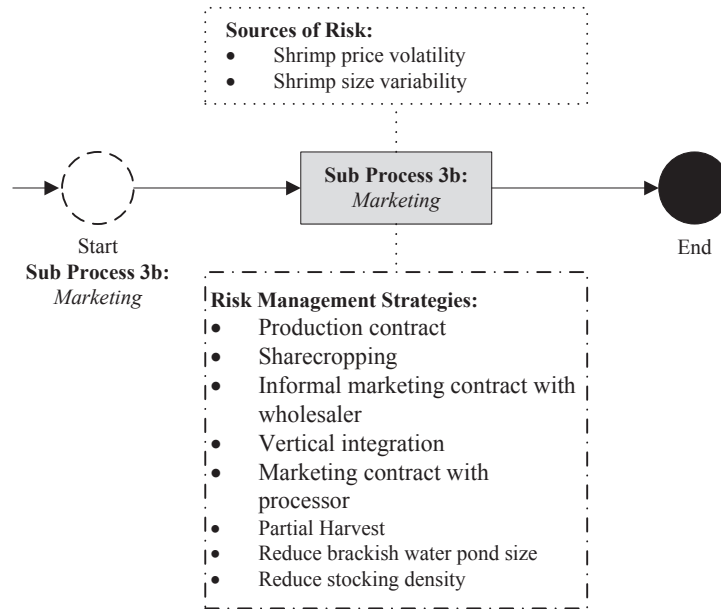 Sources of Risk:
• Shrimp price volatility
• Shrimp size variability
Sub Process 3b:
Marketing
Start
Sub Process 3b:
Marketing
End
Risk Management Strategies:
• Production contract
• Sharecropping
• Informal marketing contract with
wholesaler
• Vertical integration
• Marketing contract with
processor
• Partial Harvest
• Reduce brackish water pond size
• Reduce stocking density